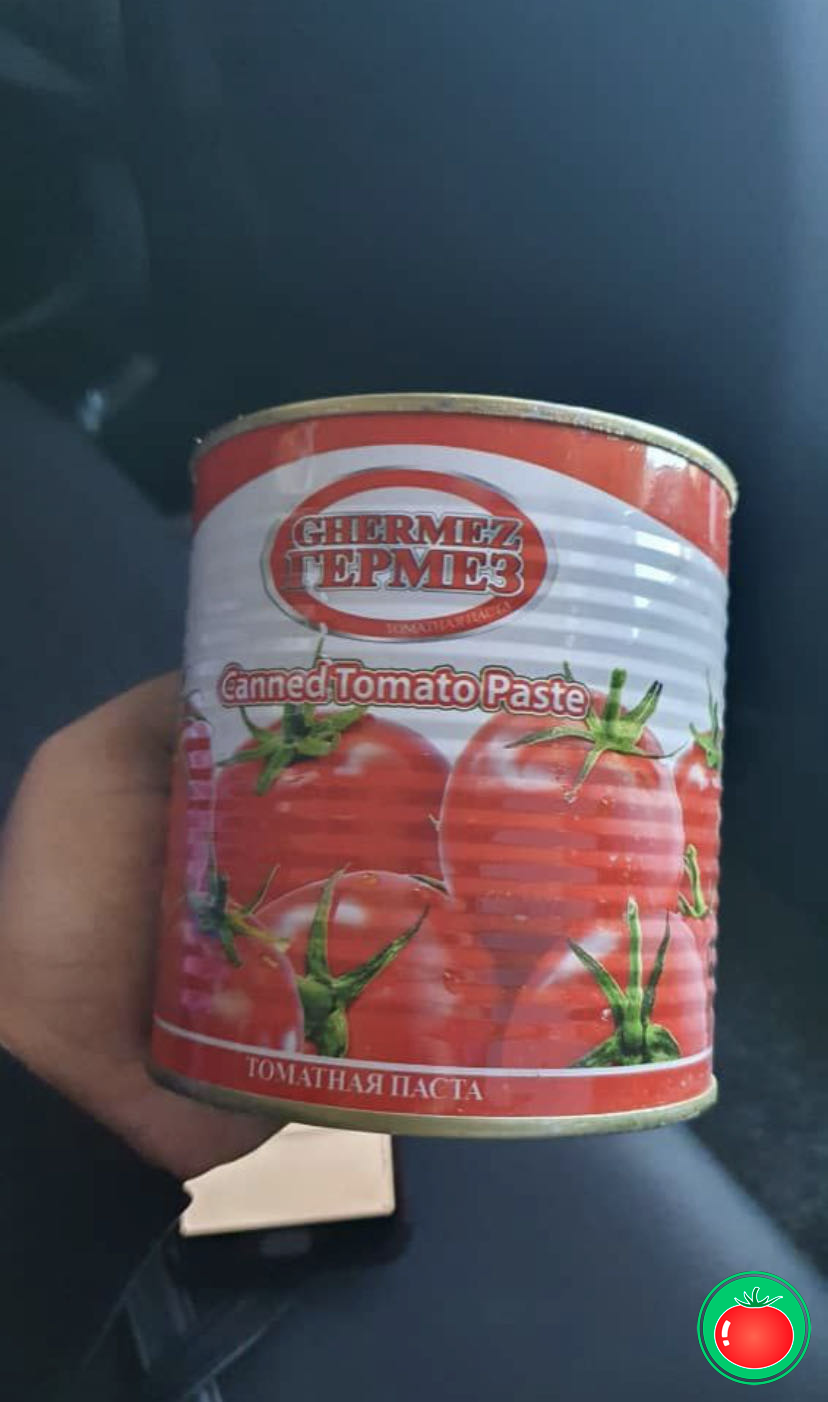 GHERMEZ
ГЕРМЕЗ
ТОМАТНАЯ ПАСТА
Canned Tomato Paste
ТОМАТНАЯ ПАСТА